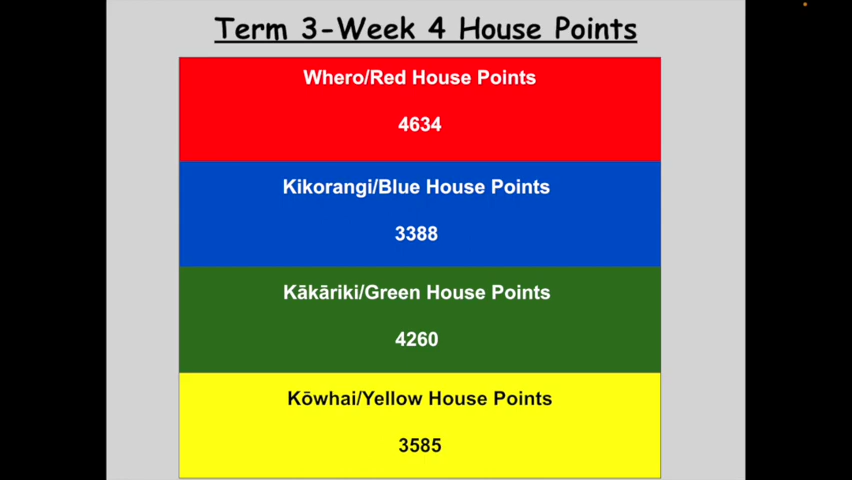 Term 3-Week 4 House Points
Whero/Red House Points
4634
Kikorangi/Blue House Points
3388
Kākāriki/Green House Points
4260
Kōwhai/Yellow House Points
3585